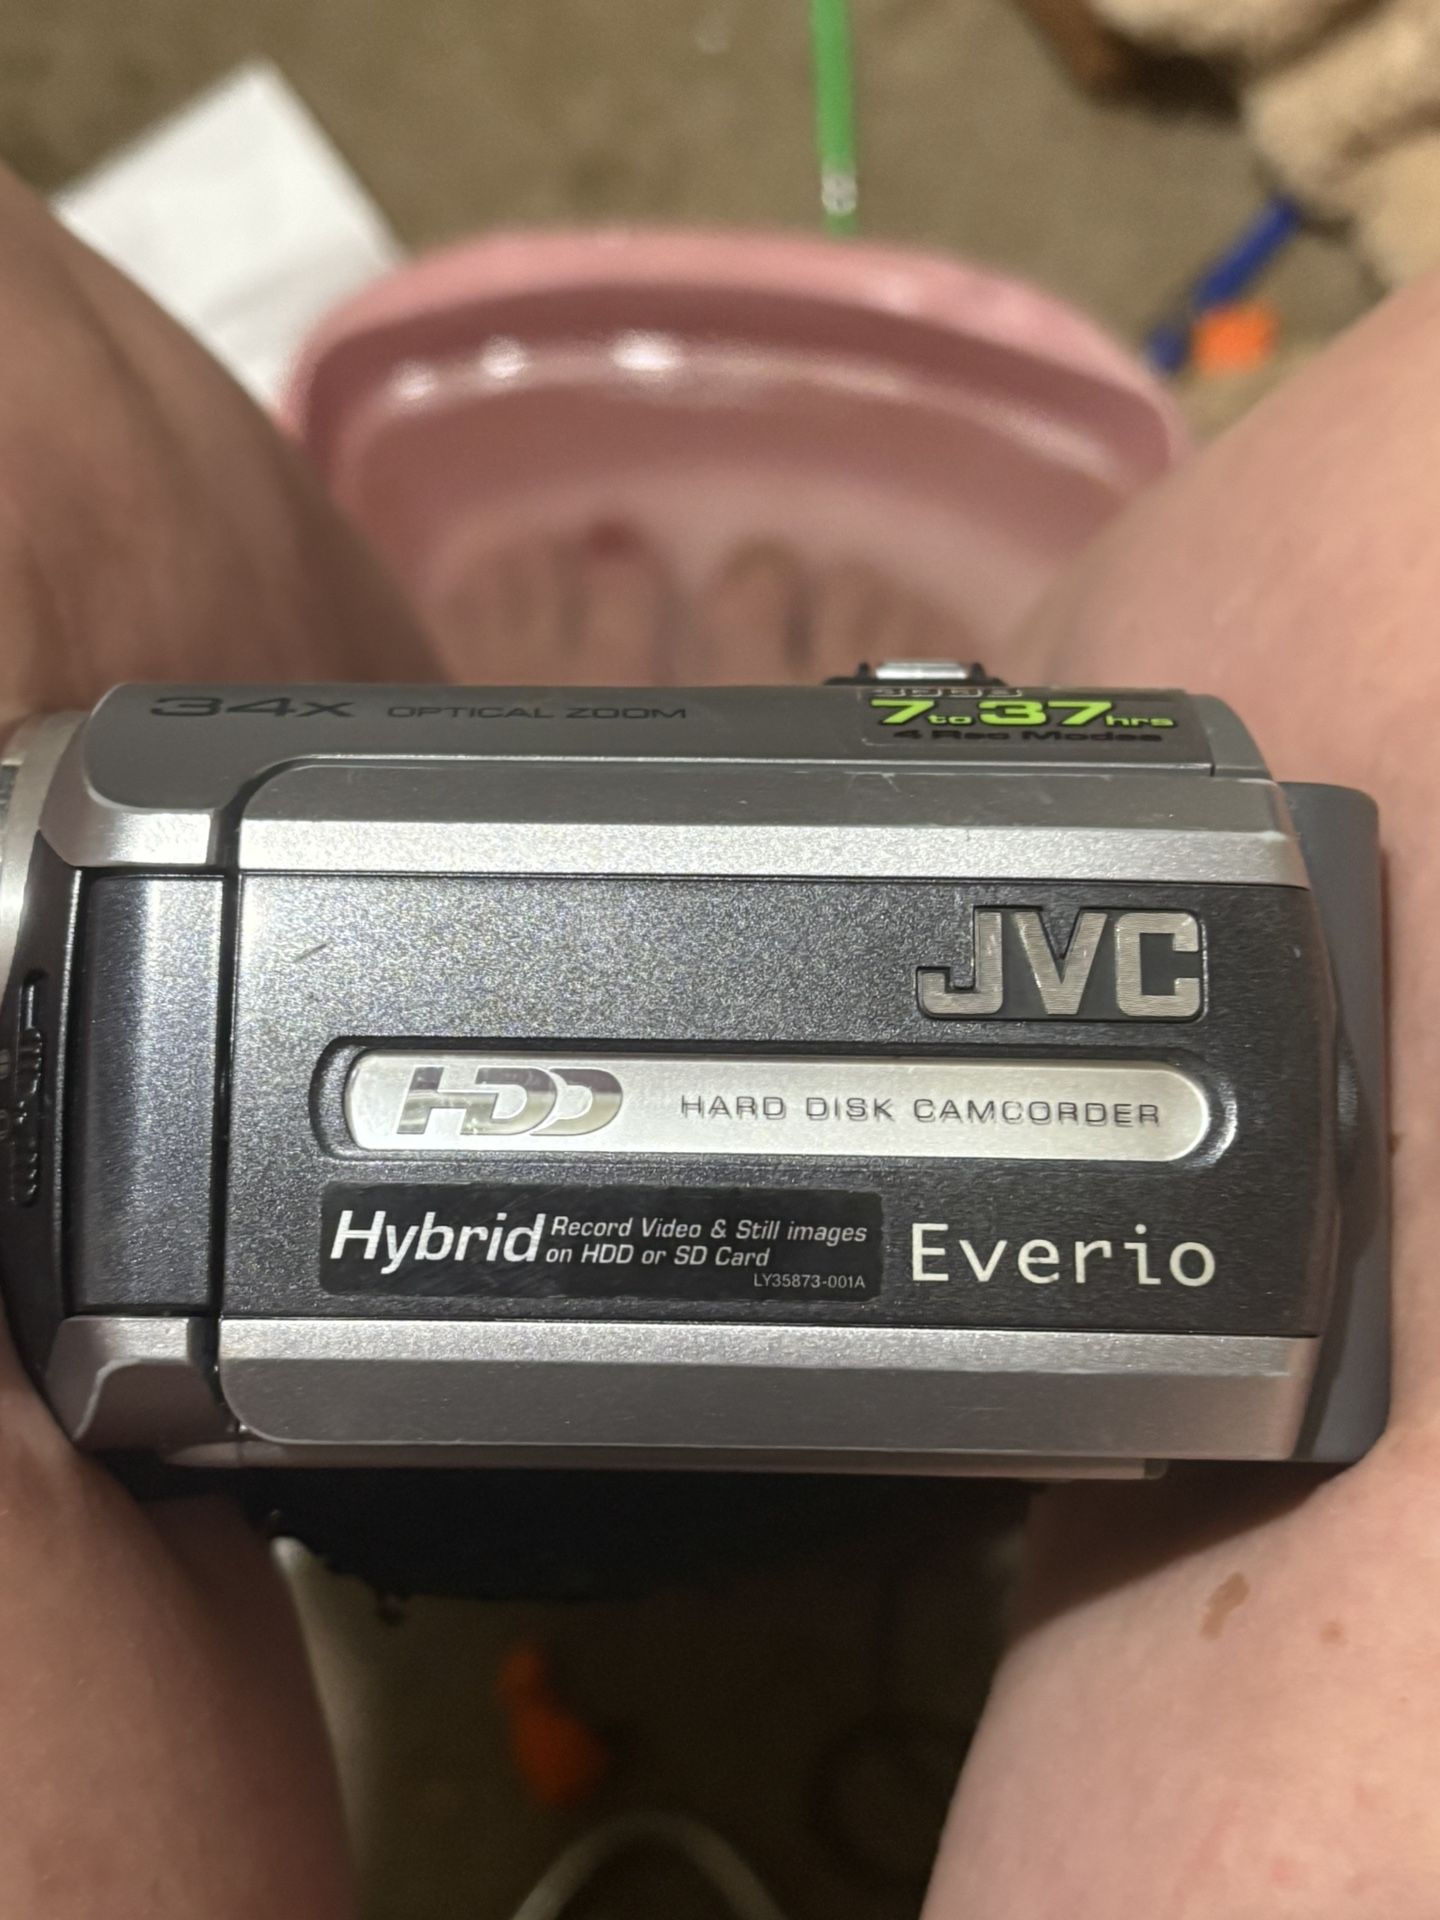 34x OPTICAL ZOOM
7 to 37 hrs
4 Rec Modes
JVC
HDD HARD DISK CAMCORDER
Hybrid Record Video & Still images
on HDD or SD Card
LY35873-001A
Everio